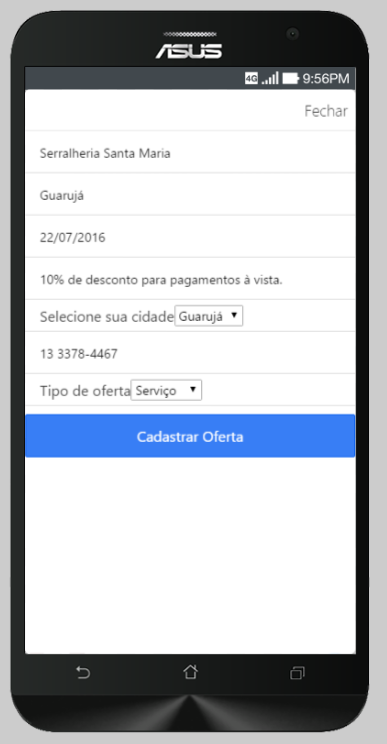 ASUS
4G 9:56PM
Fechar
Serralheria Santa Maria
Guarujá
22/07/2016
10% de desconto para pagamentos à vista.
Selecione sua cidade Guarujá
13 3378-4467
Tipo de oferta Serviço
Cadastrar Oferta